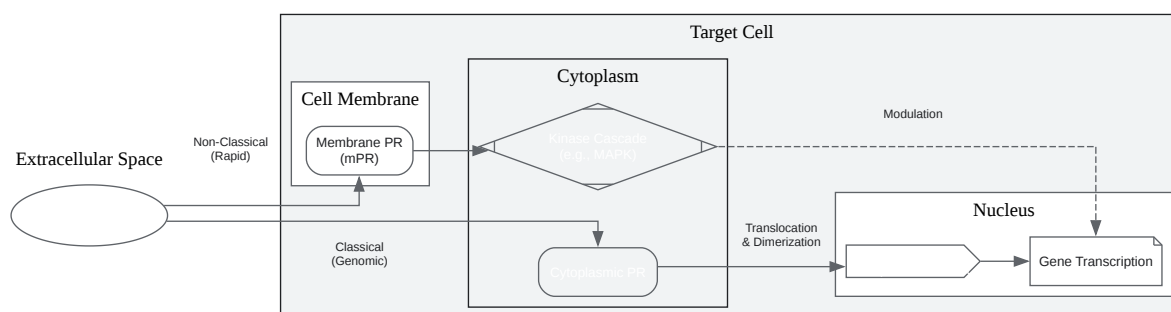 Target Cell
Cytoplasm
Cell Membrane
Modulation
Kinase Cascade
(e.g., MAPK)
Non-Classical
(Rapid)
Membrane PR
(mPR)
Extracellular Space
Nucleus
Translocation
& Dimerization
Classical
(Genomic)
Gene Transcription
Cytoplasmic PR